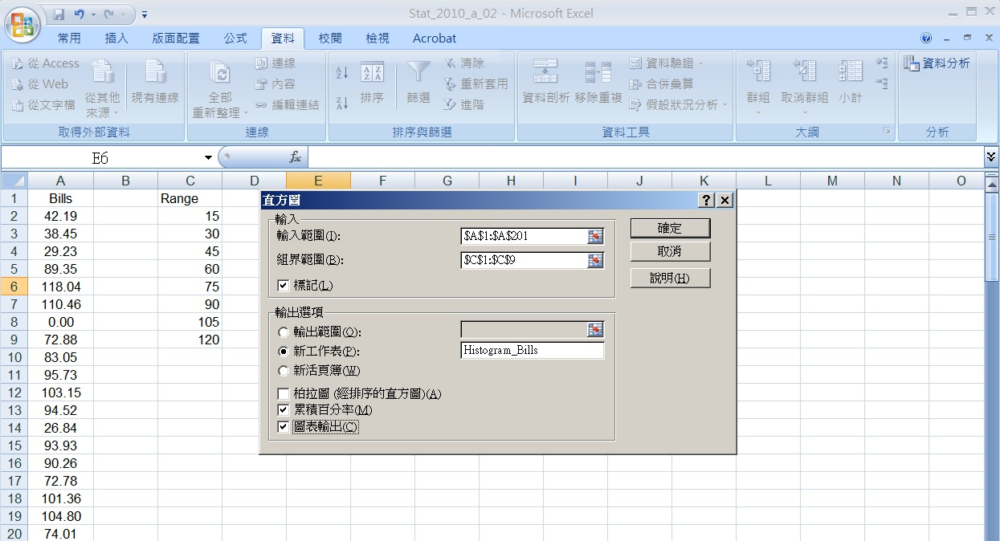 Stat_2010_a_02 - Microsoft Excel
常用 插入 版面配置 公式 資料 校閱 檢視 Acrobat
從 Access
從 Web
從文字檔
從其他
來源
現有連線
取得外部資料
全部
重新整理
連線
內容
編輯連結
連線
排序
篩選
清除
重新套用
進階
排序與篩選
資料剖析
移除重複
資料驗證
合併彙算
假設狀況分析
資料工具
群組
取消群組
小計
大綱
資料分析
分析
E6 fx
A B C D E F G H I J K L M N O
1 Bills Range
2 42.19 15
3 38.45 30
4 29.23 45
5 89.35 60
6 118.04 75
7 110.46 90
8 0.00 105
9 72.88 120
10 83.05
11 95.73
12 103.15
13 94.52
14 26.84
15 93.93
16 90.26
17 72.78
18 101.36
19 104.80
20 74.01
直方圖 ?
輸入
輸入範圍(I): $A$1:$A$201
組界範圍(B): $C$1:$C$9
標記(L)
確定
取消
說明(H)
輸出選項
輸出範圍(O):
新工作表(P): Histogram_Bills
新活頁簿(W)
柏拉圖 (經排序的直方圖)(A)
累積百分率(M)
圖表輸出(C)